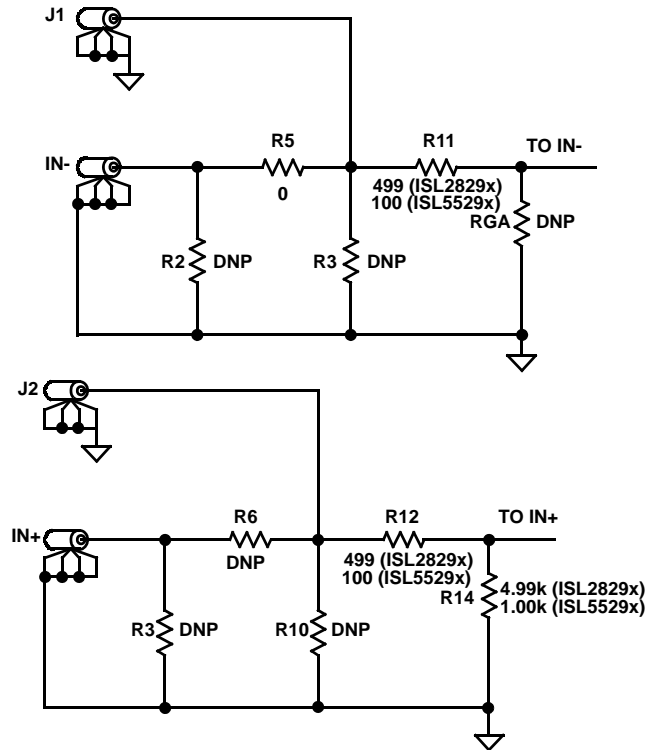 J1
IN-
R5
0
R11
499 (ISL2829x)
100 (ISL5529x)
TO IN-
RGA
DNP
R2
DNP
R3
DNP
J2
IN+
R6
DNP
R12
499 (ISL2829x)
100 (ISL5529x)
TO IN+
R14
4.99k (ISL2829x)
1.00k (ISL5529x)
R3
DNP
R10
DNP